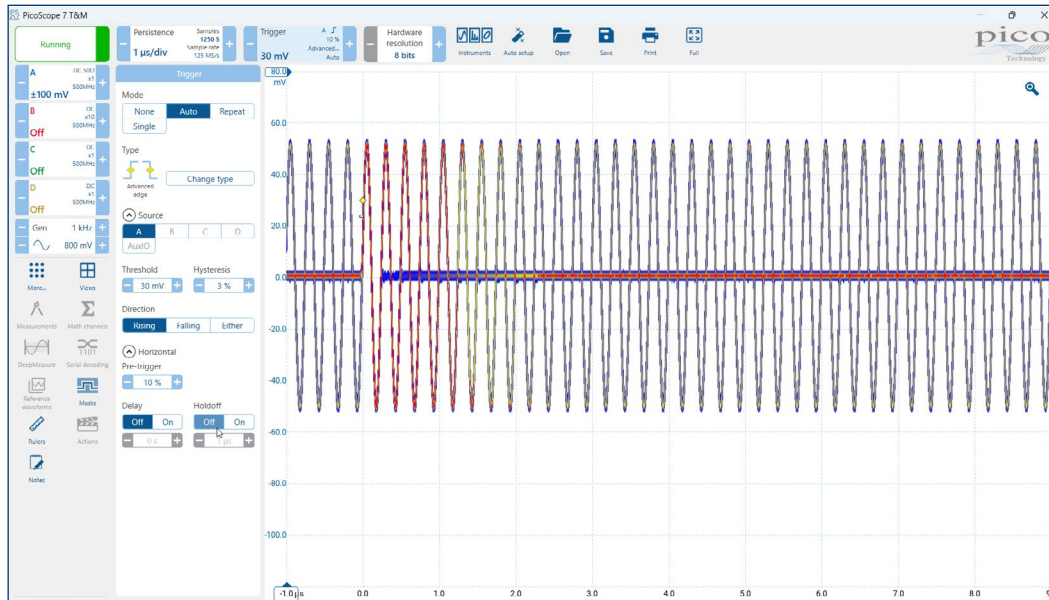 PicoScope 7 T&M
Running
Persistence
Samples
1250 S
1 µs/div
Sample rate
125 MS/s
Trigger
A
10 %
Advanced...
30 mV
Auto
Hardware
resolution
8 bits
Instruments
Auto setup
Open
Save
Print
Full
pico
Technology
A
x1
500MHz
±100 mV
B
x10
500MHz
Off
C
x1
500MHz
Off
D
DC
x1
500MHz
Off
Gen
1 kHz
800 mV
More...
Views
Measurements
Math channels
DeepMeasure
Serial decoding
Reference
waveforms
Masks
Rulers
Actions
Notes
Trigger
Mode
None
Auto
Repeat
Single
Type
Advanced
edge
Change type
Source
A
B
C
D
AuxIO
Threshold
Hysteresis
30 mV
3 %
Direction
Rising
Falling
Either
Horizontal
Pre-trigger
10 %
Delay
Holdoff
Off
On
Off
On
0 s
1 µs
80.0
mV
60.0
40.0
20.0
0.0
-20.0
-40.0
-60.0
-80.0
-100.0
-1.0 µs
0.0
1.0
2.0
3.0
4.0
5.0
6.0
7.0
8.0